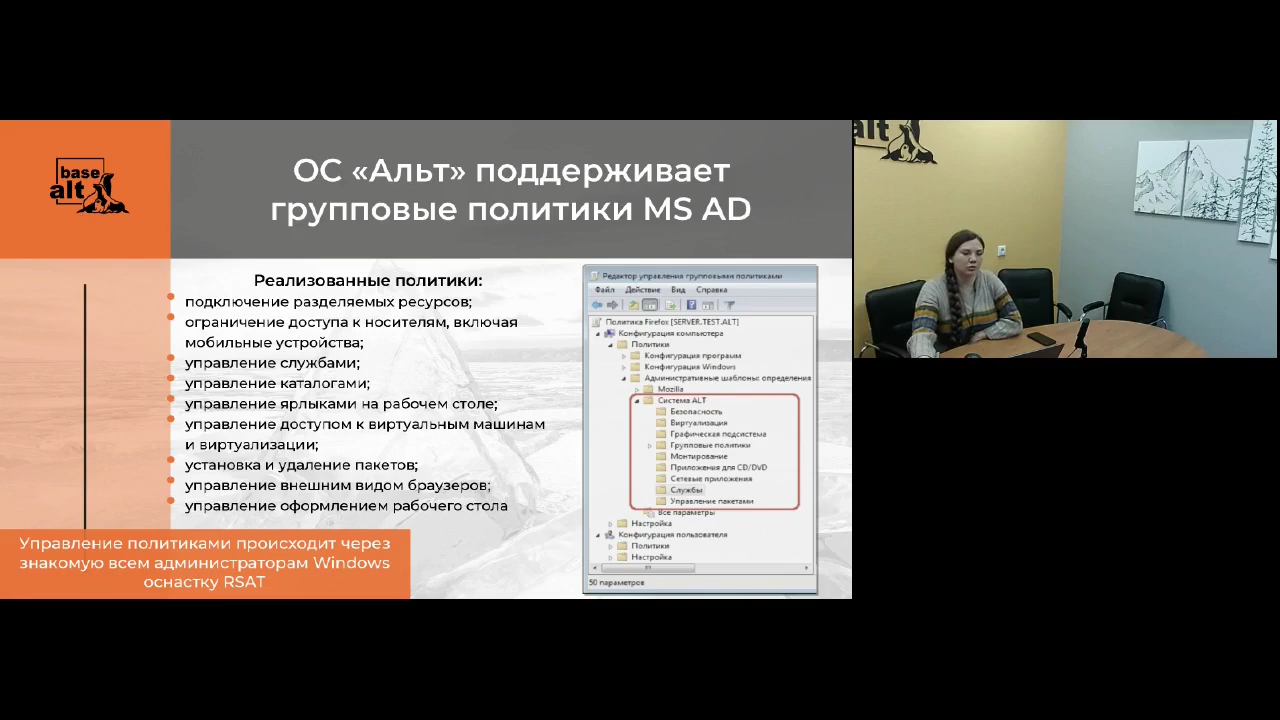 base
alt
ОС «Альт» поддерживает
групповые политики MS AD
Реализованные политики:
подключение разделяемых ресурсов;
ограничение доступа к носителям, включая
мобильные устройства;
управление службами;
управление каталогами;
управление ярлыками на рабочем столе;
управление доступом к виртуальным машинам
и виртуализации;
установка и удаление пакетов;
управление внешним видом браузеров;
управление оформлением рабочего стола
Управление политиками происходит через
знакомую всем администраторам Windows
оснастку RSAT
Редактор управления групповыми политиками
Файл Действие Вид Справка
Политика Firefox [SERVER.TEST.ALT]
Конфигурация компьютера
Политики
Конфигурация программ
Конфигурация Windows
Административные шаблоны: определения
Mozilla
Система ALT
Безопасность
Виртуализация
Графическая подсистема
Групповые политики
Монтирование
Приложения для CD/DVD
Сетевые приложения
Службы
Управление пакетами
Все параметры
Настройка
Конфигурация пользователя
Политики
Настройка
50 параметров
alt